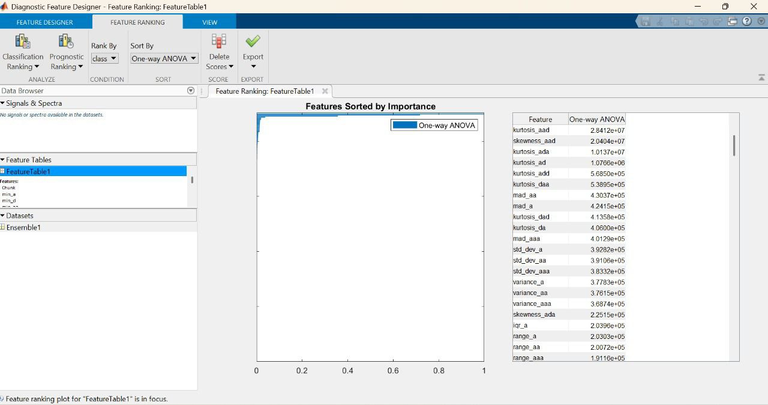 Diagnostic Feature Designer - Feature Ranking: FeatureTable1
FEATURE DESIGNER
FEATURE RANKING
VIEW
Classification Ranking
Prognostic Ranking
Rank By
class
Sort By
One-way ANOVA
Delete Scores
Export
ANALYZE
CONDITION
SORT
SCORE
EXPORT
Data Browser
Signals & Spectra
No signals or spectra available in the datasets.
Feature Tables
FeatureTable1
Features:
Chunk
min_a
min_d
Datasets
Ensemble1
Feature Ranking: FeatureTable1
Features Sorted by Importance
One-way ANOVA
0 0.2 0.4 0.6 0.8 1
Feature One-way ANOVA
kurtosis_aad 2.8412e+07
skewness_aad 2.0404e+07
kurtosis_ada 1.0137e+07
kurtosis_ad 1.0766e+06
kurtosis_add 5.6850e+05
kurtosis_daa 5.3895e+05
mad_aa 4.3037e+05
mad_a 4.2415e+05
kurtosis_dad 4.1358e+05
kurtosis_da 4.0600e+05
mad_aaa 4.0129e+05
std_dev_a 3.9282e+05
std_dev_aa 3.9106e+05
std_dev_aaa 3.8332e+05
variance_a 3.7783e+05
variance_aa 3.7615e+05
variance_aaa 3.6874e+05
skewness_ada 2.2515e+05
iqr_a 2.0396e+05
range_a 2.0303e+05
range_aa 2.0072e+05
range_aaa 1.9116e+05
Feature ranking plot for "FeatureTable1" is in focus.